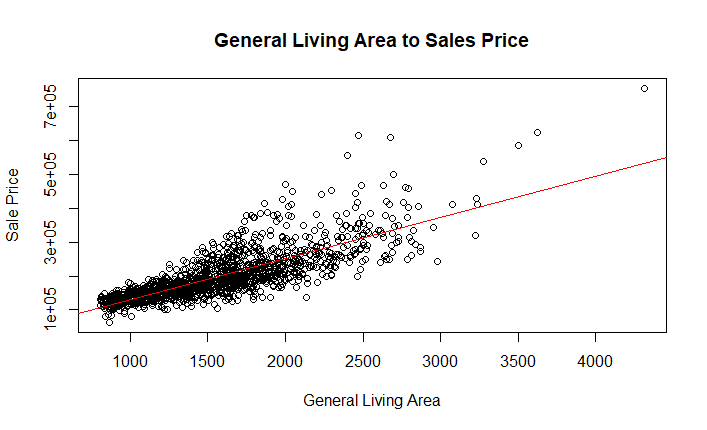 General Living Area to Sales Price
7e+05
5e+05
3e+05
1e+05
Sale Price
1000 1500 2000 2500 3000 3500 4000
General Living Area